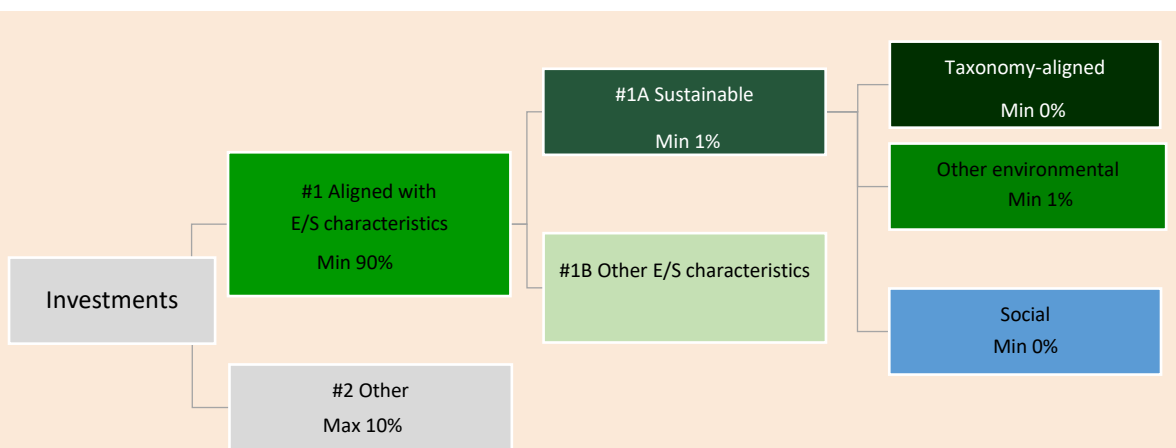 Investments
#1 Aligned with
E/S characteristics
Min 90%
#2 Other
Max 10%
#1A Sustainable
Min 1%
#1B Other E/S characteristics
Taxonomy-aligned
Min 0%
Other environmental
Min 1%
Social
Min 0%